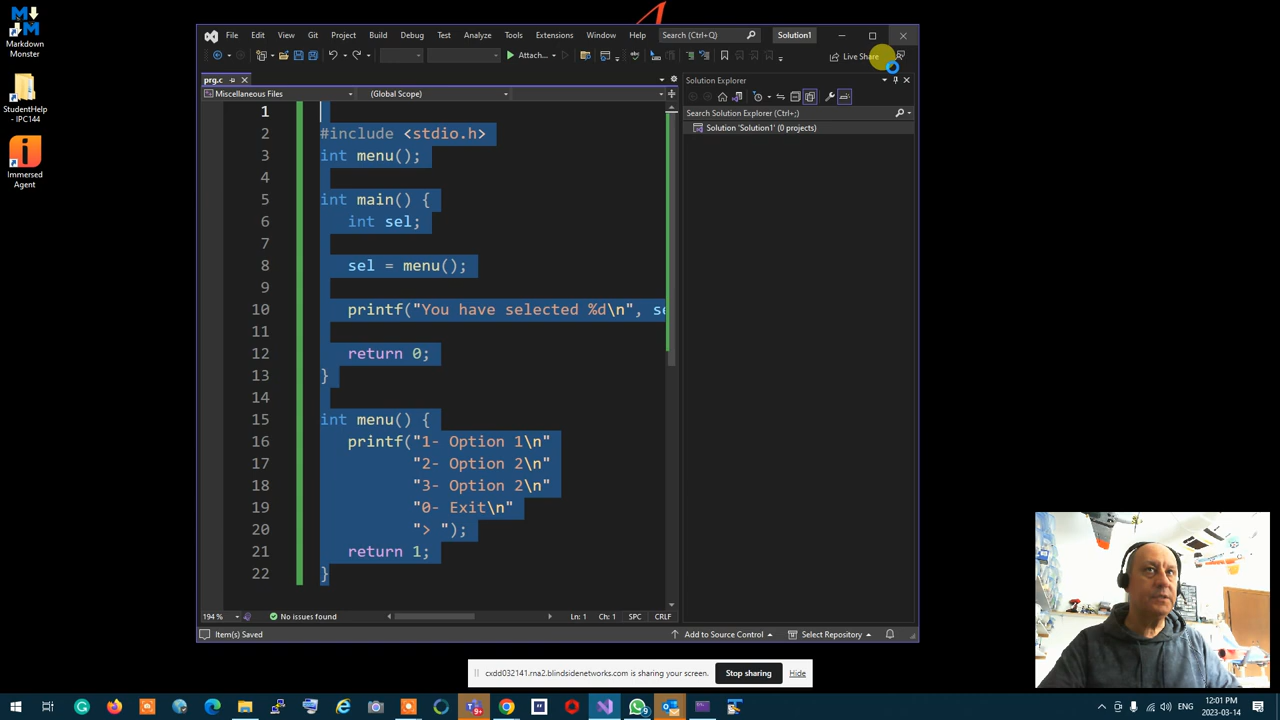 Markdown
Monster
StudentHelp
- IPC144
Immersed
Agent
File Edit View Git Project Build Debug Test Analyze Tools Extensions Window Help Search (Ctrl+Q) Solution1
Attach... Live Share
prg.c
Miscellaneous Files (Global Scope)
1
2 #include <stdio.h>
3 int menu();
4
5 int main() {
6 int sel;
7
8 sel = menu();
9
10 printf("You have selected %d\n", se
11
12 return 0;
13 }
14
15 int menu() {
16 printf("1- Option 1\n"
17 "2- Option 2\n"
18 "3- Option 2\n"
19 "0- Exit\n"
20 "> ");
21 return 1;
22 }
194 % No issues found Ln: 1 Ch: 1 SPC CRLF
Solution Explorer
Search Solution Explorer (Ctrl+;)
Solution 'Solution1' (0 projects)
Item(s) Saved Add to Source Control Select Repository
cxdd032141.rna2.blindsidenetworks.com is sharing your screen. Stop sharing Hide
12:01 PM
2023-03-14